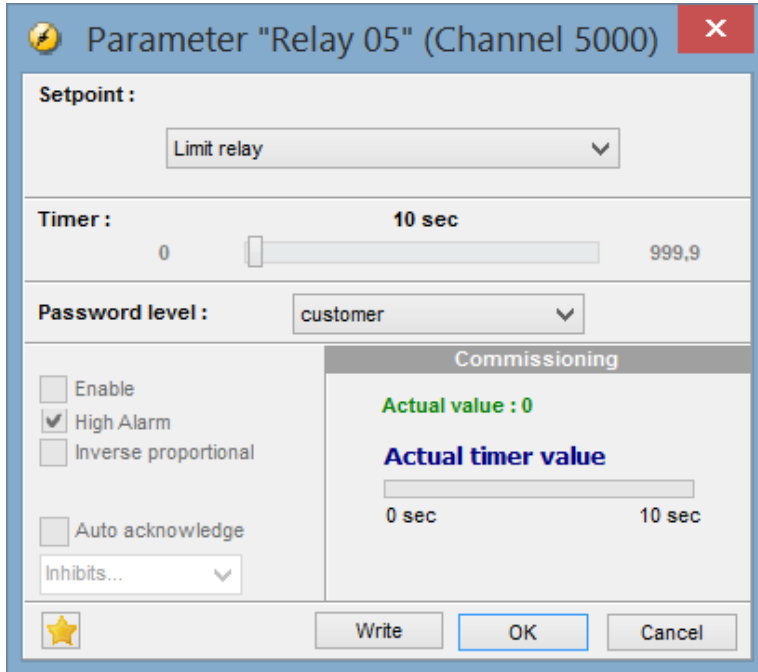 Parameter "Relay 05" (Channel 5000)
Setpoint :
Limit relay
Timer :
10 sec
0
999,9
Password level :
customer
Enable
High Alarm
Inverse proportional
Auto acknowledge
Inhibits...
Commissioning
Actual value : 0
Actual timer value
0 sec
10 sec
Write
OK
Cancel